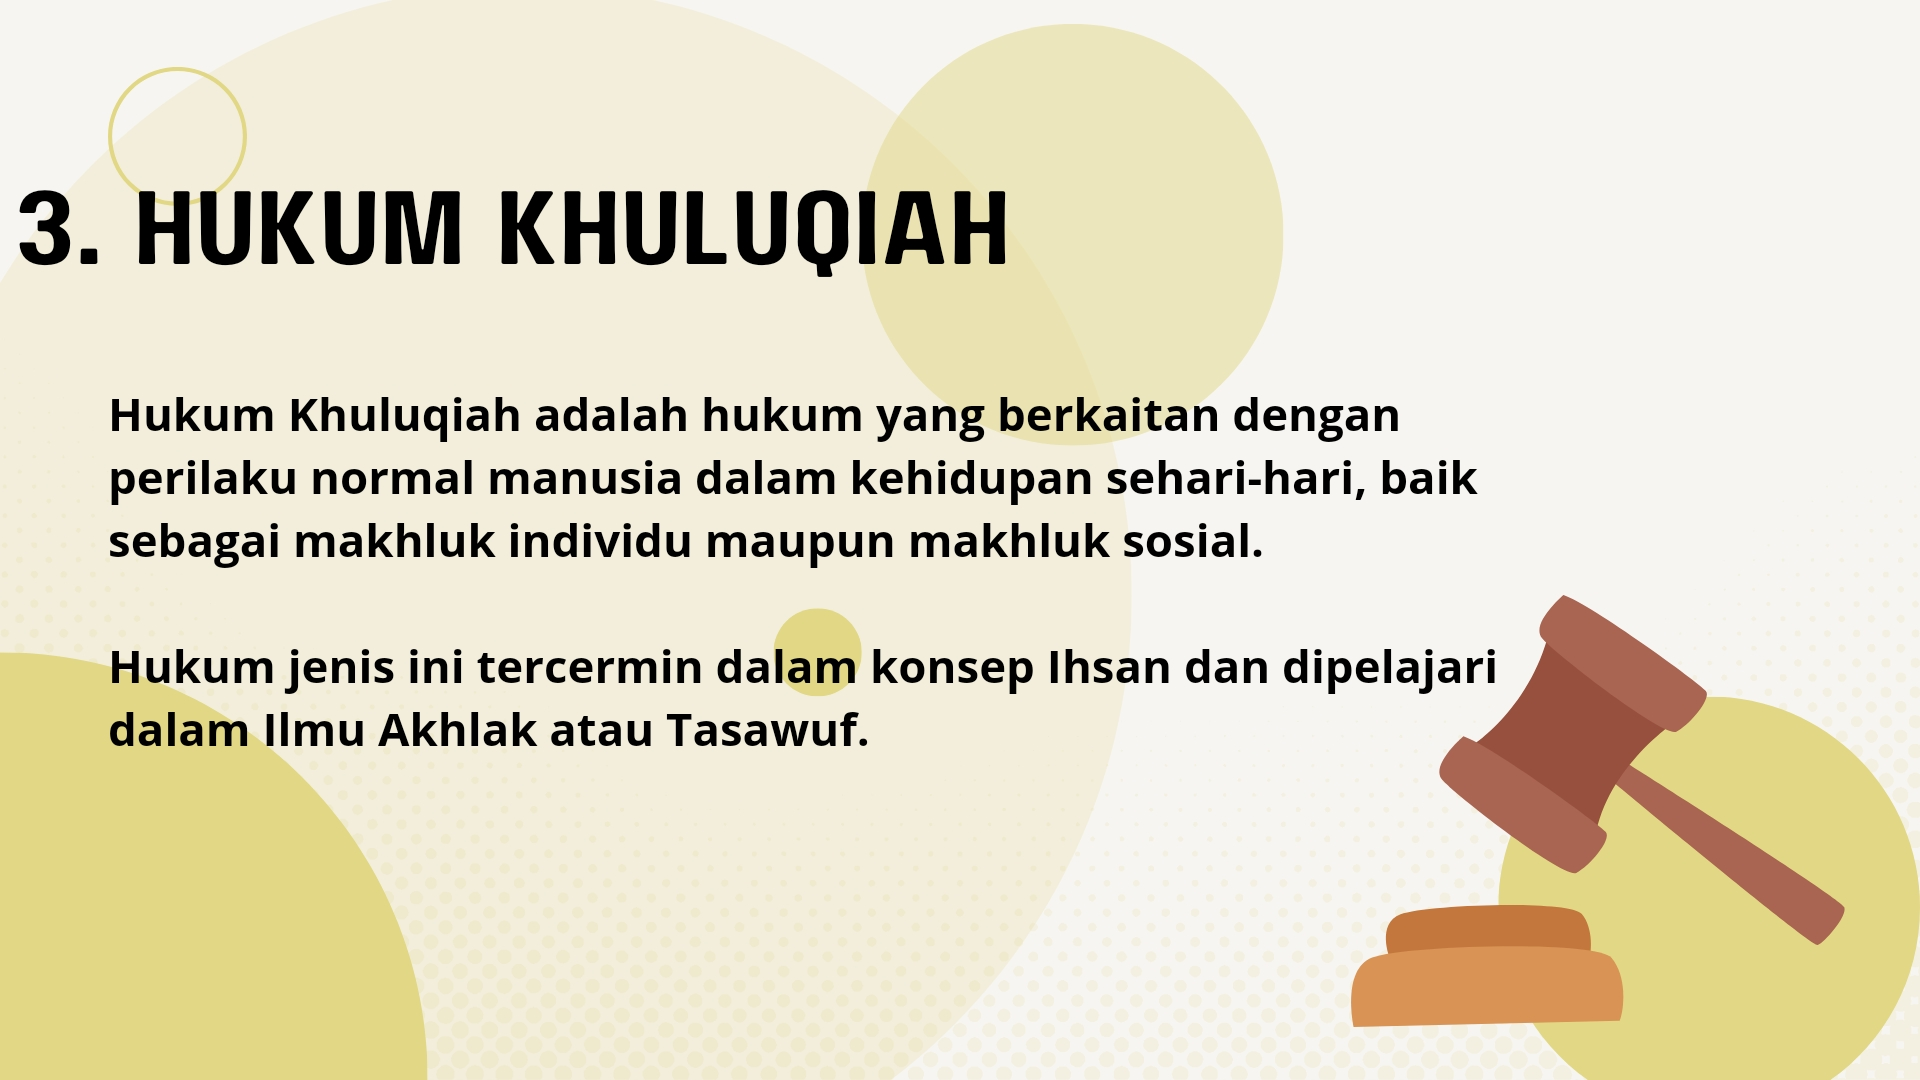 3. HUKUM KHULUQIAH
Hukum Khuluqiah adalah hukum yang berkaitan dengan
perilaku normal manusia dalam kehidupan sehari-hari, baik
sebagai makhluk individu maupun makhluk sosial.
Hukum jenis ini tercermin dalam konsep Ihsan dan dipelajari
dalam Ilmu Akhlak atau Tasawuf.